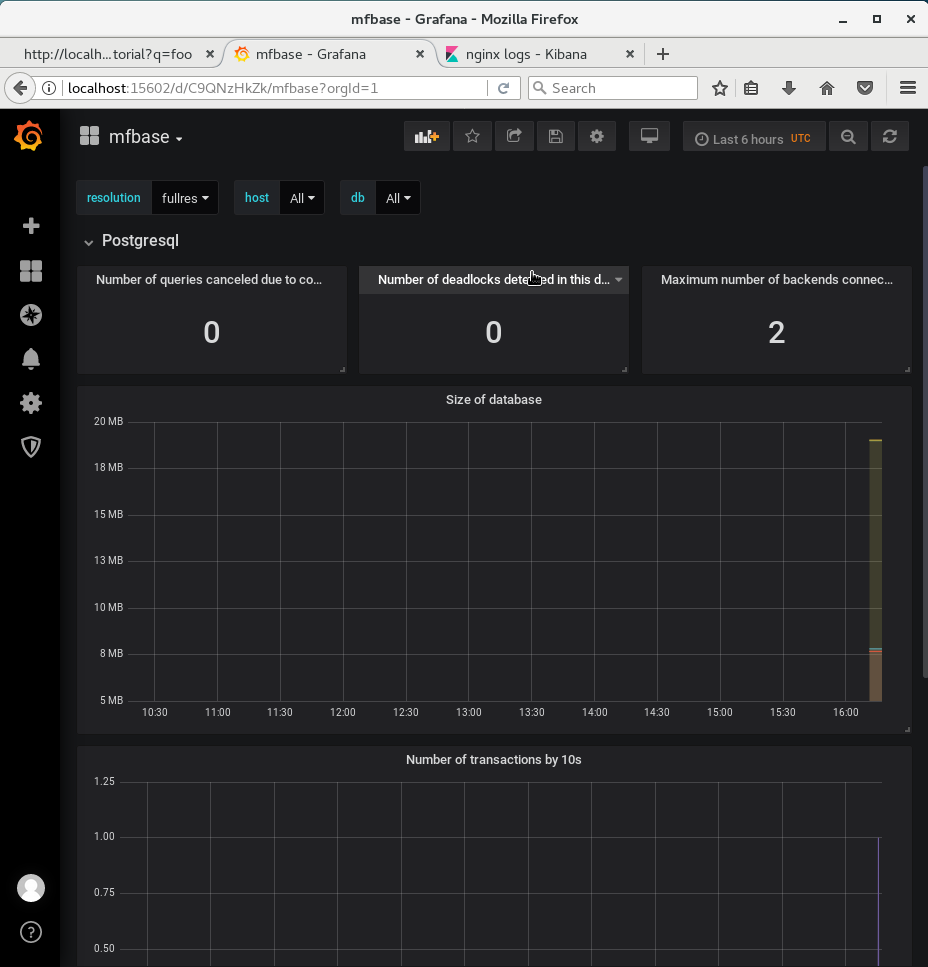 mfbase - Grafana - Mozilla Firefox
http://localh...torial?q=foo
mfbase - Grafana
nginx logs - Kibana
localhost:15602/d/C9QNzHkZk/mfbase?orgId=1
Search
mfbase
Last 6 hours UTC
resolution fullres host All db All
Postgresql
Number of queries canceled due to co...
Number of deadlocks detected in this d...
Maximum number of backends connec...
0
0
2
Size of database
20 MB
18 MB
15 MB
13 MB
10 MB
8 MB
5 MB
10:30 11:00 11:30 12:00 12:30 13:00 13:30 14:00 14:30 15:00 15:30 16:00
Number of transactions by 10s
1.25
1.00
0.75
0.50